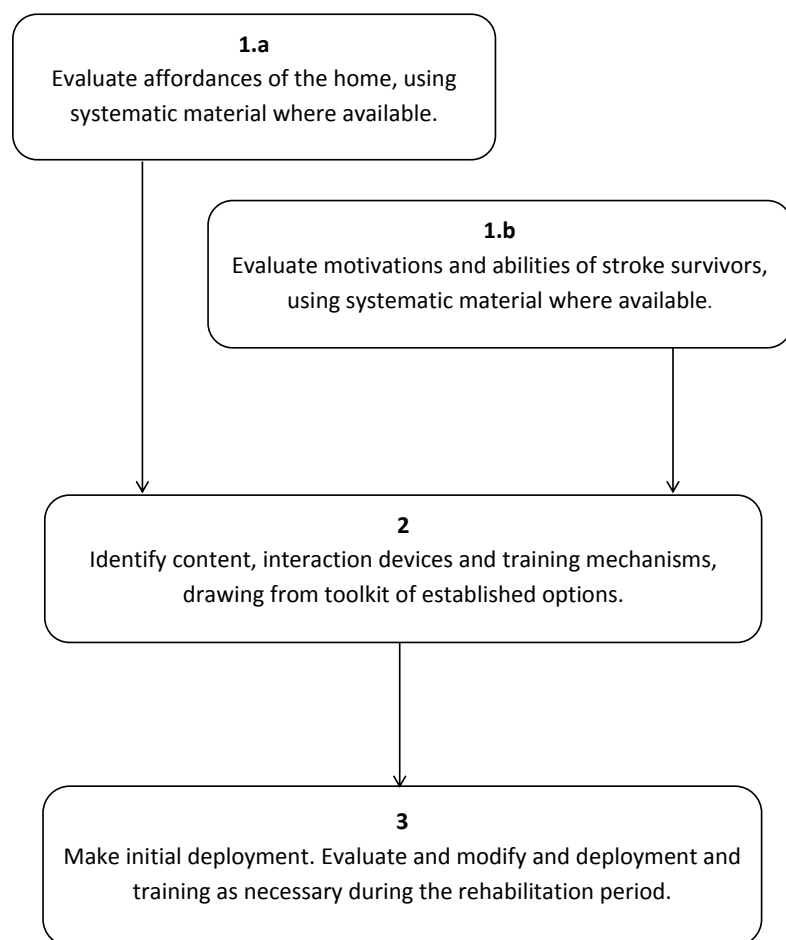 1.a
Evaluate affordances of the home, using
systematic material where available.
1.b
Evaluate motivations and abilities of stroke survivors,
using systematic material where available.
2
Identify content, interaction devices and training mechanisms,
drawing from toolkit of established options.
3
Make initial deployment. Evaluate and modify and deployment and
training as necessary during the rehabilitation period.